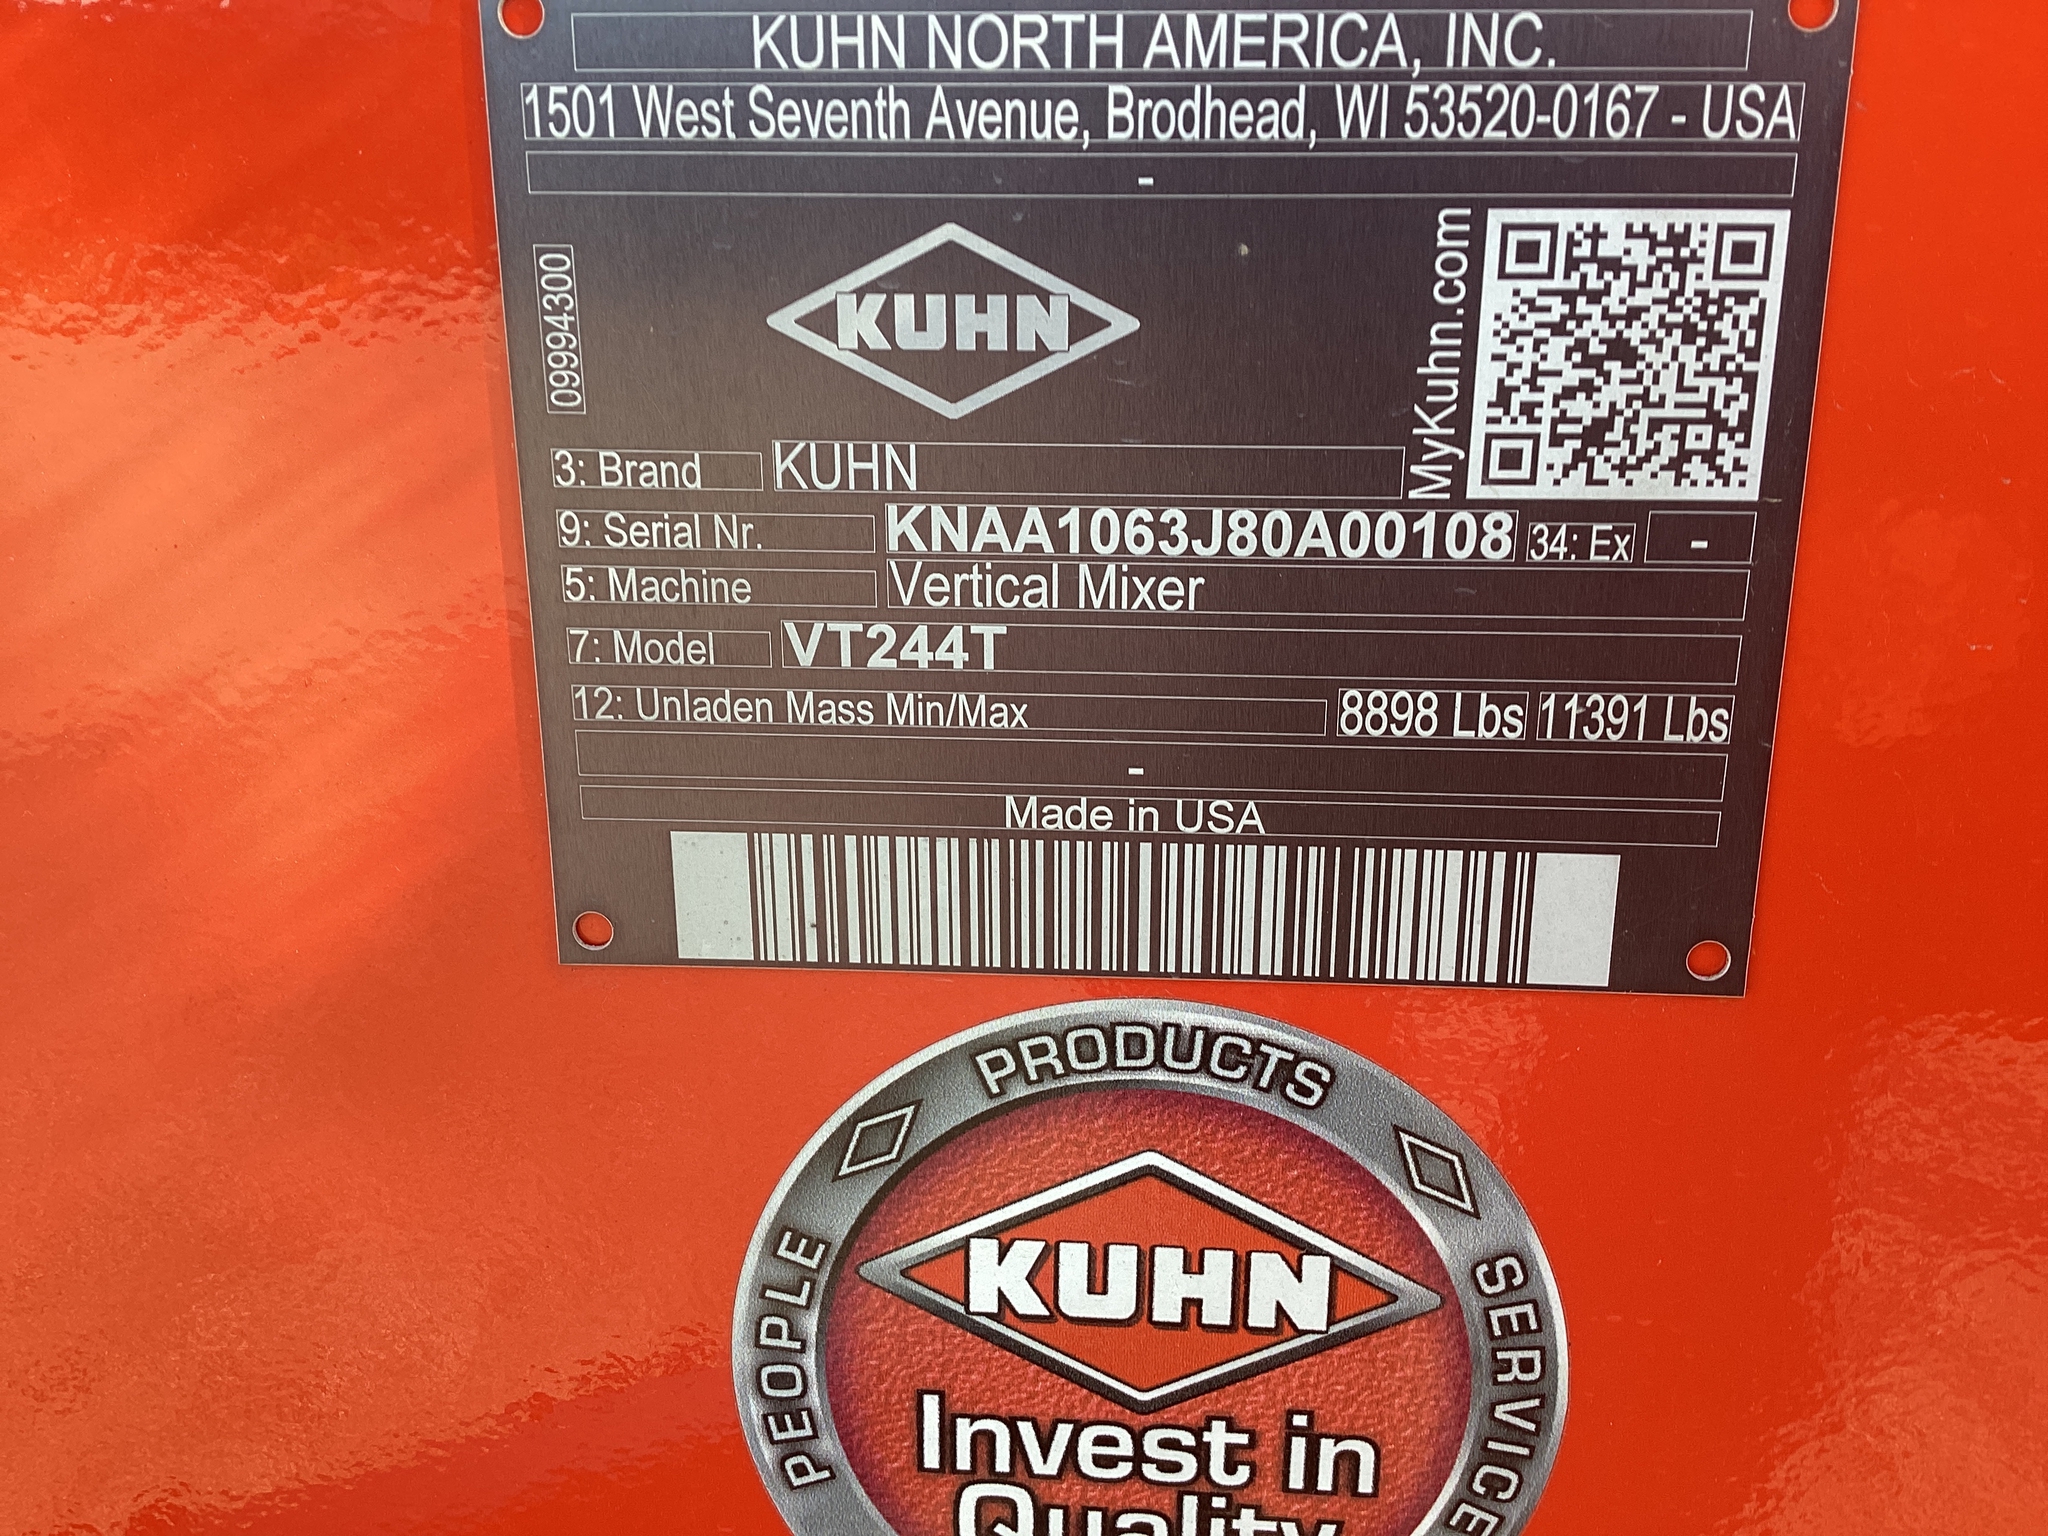 KUHN NORTH AMERICA, INC.
1501 West Seventh Avenue, Brodhead, WI 53520-0167 - USA
-
09994300
KUHN
MyKuhn.com
3: Brand KUHN
9: Serial Nr. KNAA1063J80A00108 34: Ex -
5: Machine Vertical Mixer
7: Model VT244T
12: Unladen Mass Min/Max 8898 Lbs 11391 Lbs
-
Made in USA
PEOPLE PRODUCTS SERVICE
KUHN
Invest in
Quality